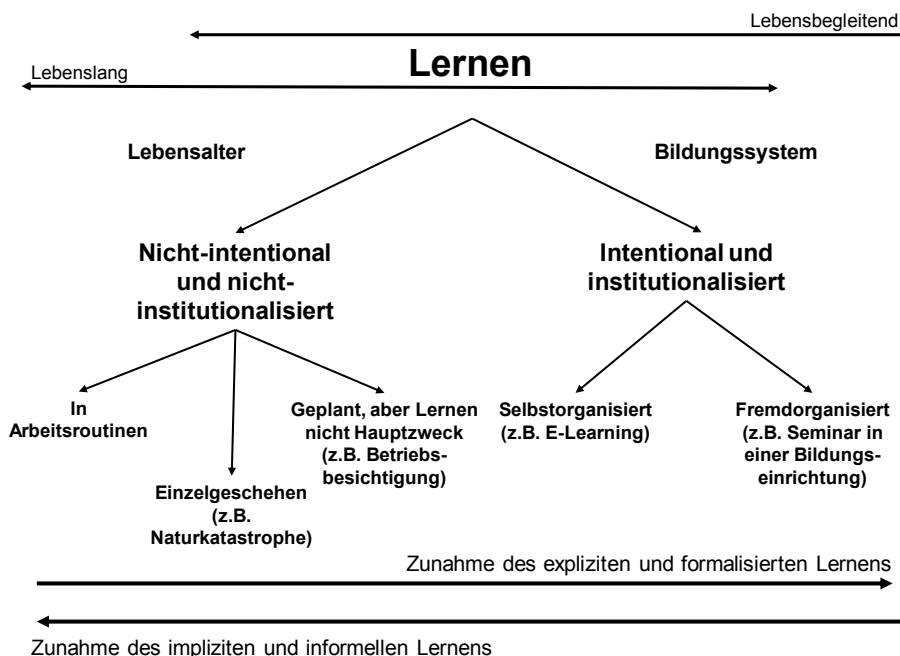 Lebensbegleitend
Lernen
Lebenslang
Lebensalter
Bildungssystem
Nicht-intentional
und nicht-
institutionalisiert
Intentional und
institutionalisiert
In
Arbeitsroutinen
Einzelgeschehen
(z.B.
Naturkatastrophe)
Geplant, aber Lernen
nicht Hauptzweck
(z.B. Betriebs-
besichtigung)
Selbstorganisiert
(z.B. E-Learning)
Fremdorganisiert
(z.B. Seminar in
einer Bildungs-
einrichtung)
Zunahme des expliziten und formalisierten Lernens
Zunahme des impliziten und informellen Lernens